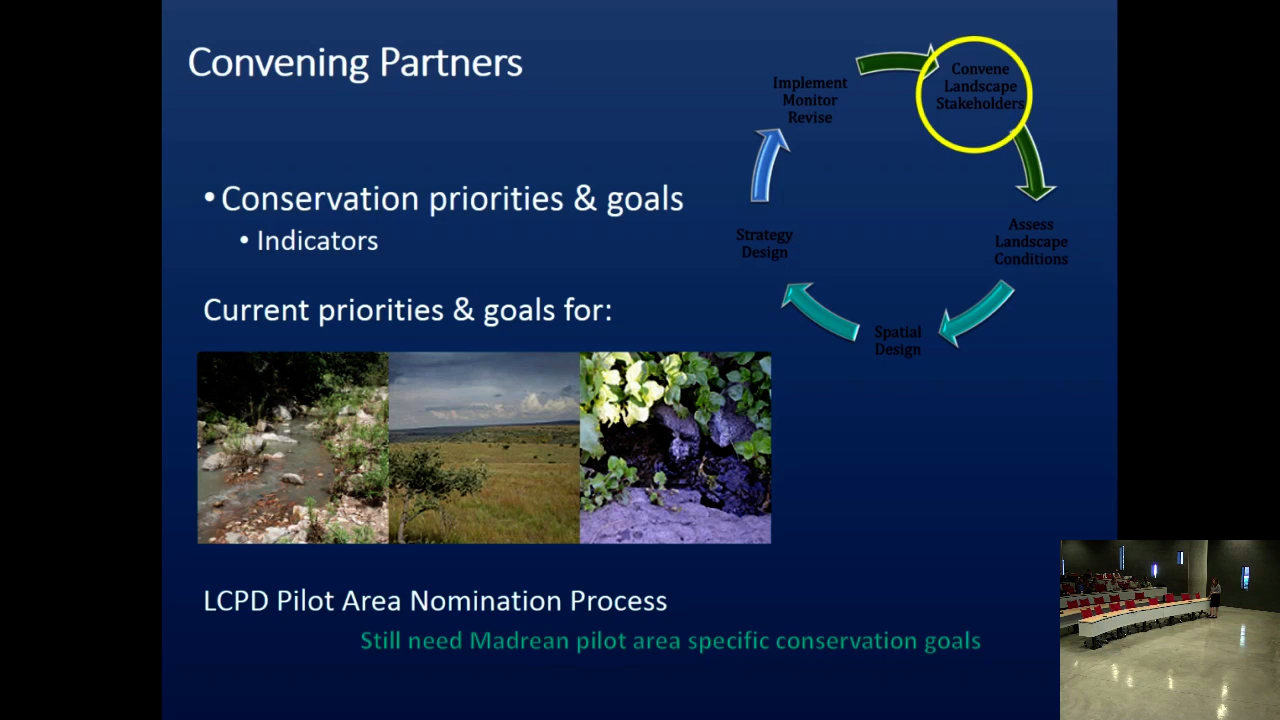 Convening Partners
Implement
Monitor
Revise
Convene
Landscape
Stakeholders
Assess
Landscape
Conditions
Spatial
Design
Strategy
Design
• Conservation priorities & goals
• Indicators
Current priorities & goals for:
LCPD Pilot Area Nomination Process
Still need Madrean pilot area specific conservation goals